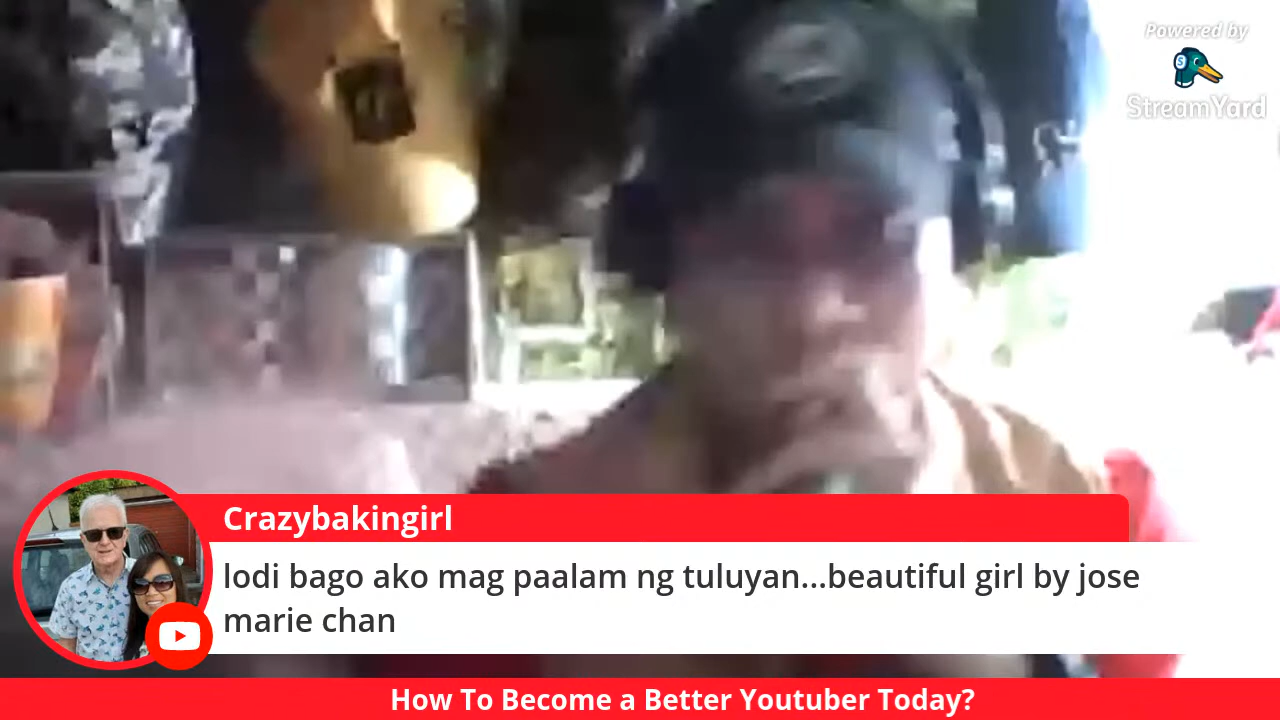 Powered by
StreamYard
Crazybakingirl
lodi bago ako mag paalam ng tuluyan...beautiful girl by jose
marie chan
How To Become a Better Youtuber Today?